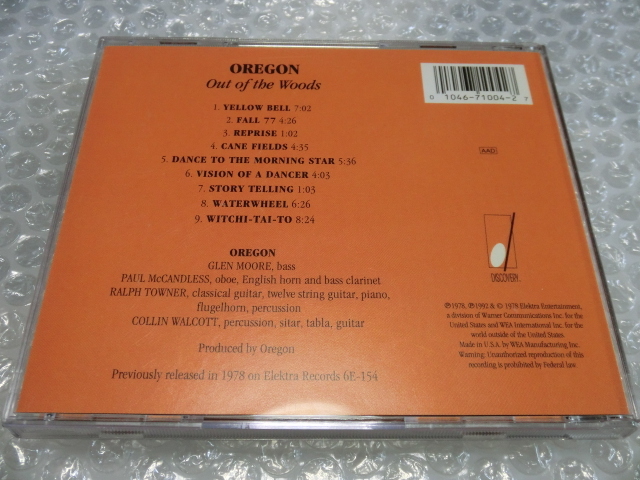 OREGON
Out of the Woods
1. YELLOW BELL 7:02
2. FALL 77 4:26
3. REPRISE 1:02
4. CANE FIELDS 4:35
5. DANCE TO THE MORNING STAR 5:36
6. VISION OF A DANCER 4:03
7. STORY TELLING 1:03
8. WATERWHEEL 6:26
9. WITCHI-TAI-TO 8:24
OREGON
GLEN MOORE, bass
PAUL McCANDLESS, oboe, English horn and bass clarinet
RALPH TOWNER, classical guitar, twelve string guitar, piano,
flugelhorn, percussion
COLLIN WALCOTT, percussion, sitar, tabla, guitar
Produced by Oregon
Previously released in 1978 on Elektra Records 6E-154
0 1046-71004-2 7
AAD
DISCOVERY
℗1978, ℗1992 & © 1978 Elektra Entertainment,
a division of Warner Communications Inc. for the
United States and WEA International Inc. for the
world outside of the United States.
Made in U.S.A. by WEA Manufacturing Inc.
Warning: Unauthorized reproduction of this
recording is prohibited by Federal law.